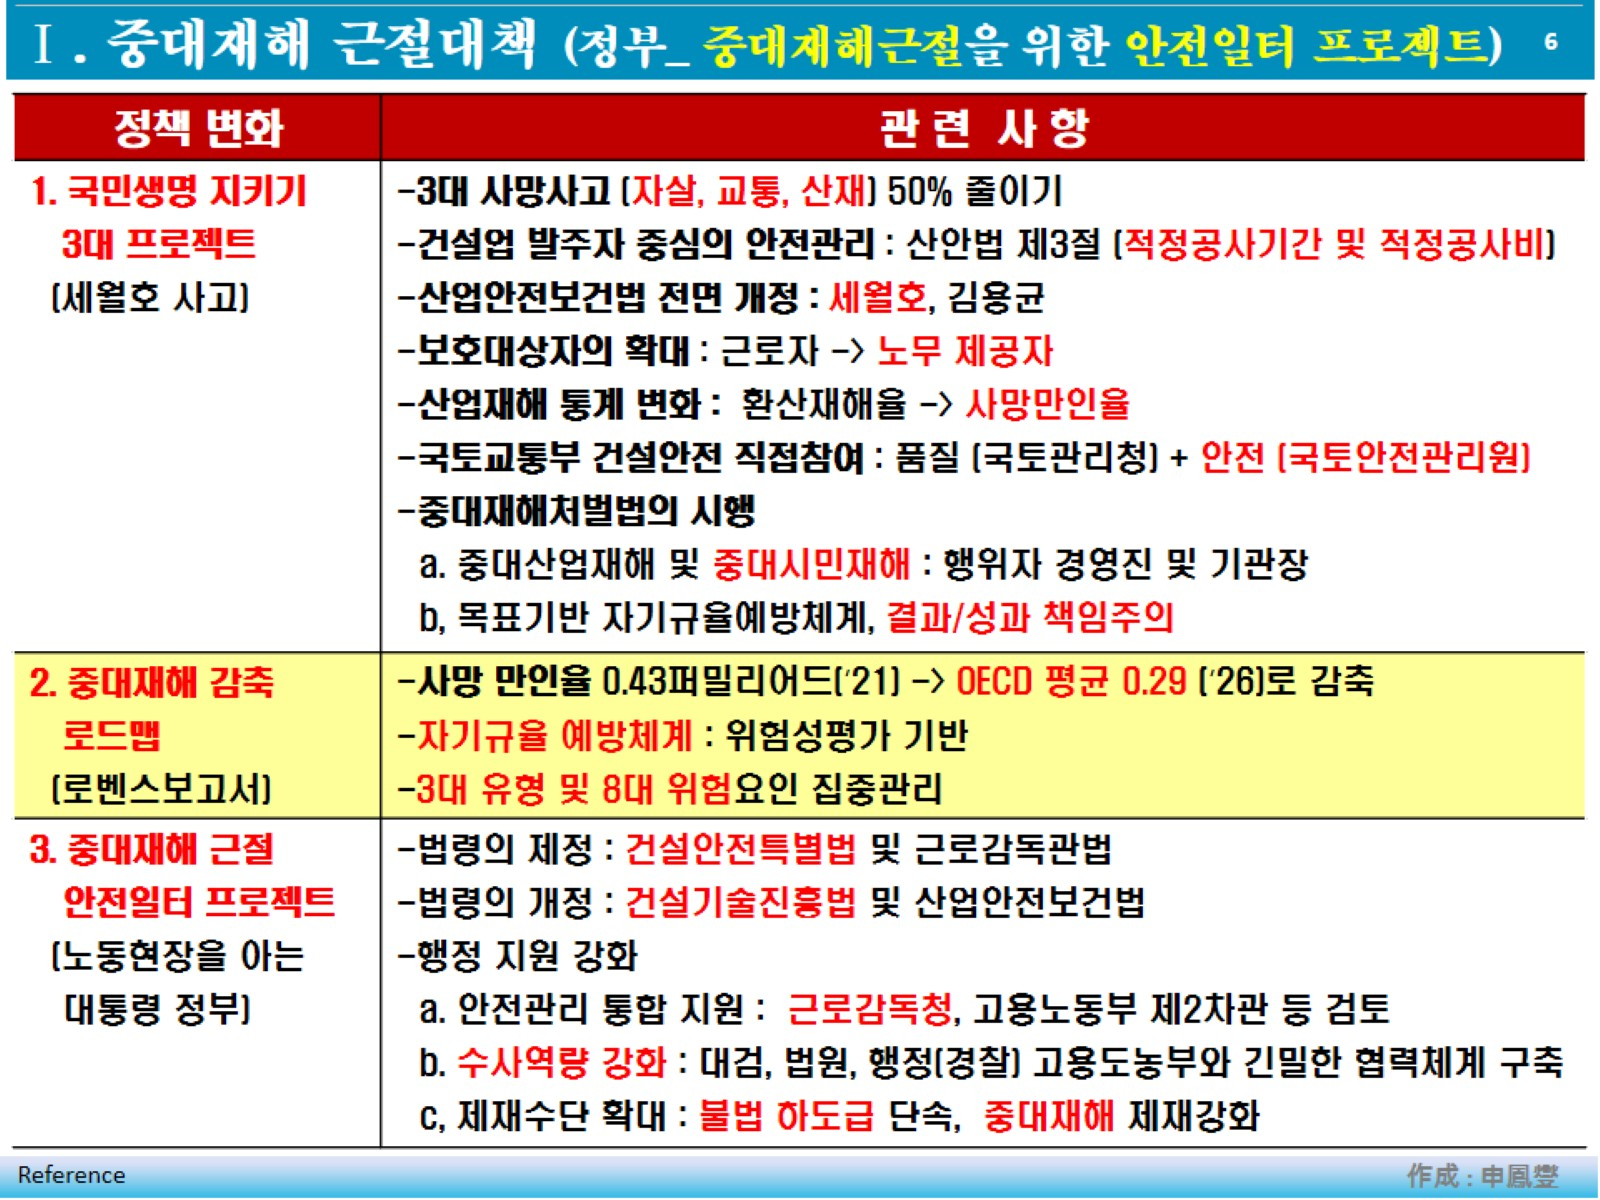 Ⅰ. 중대재해 근절대책 (정부_ 중대재해근절을 위한 안전일터 프로젝트) 6
정책 변화
관 련 사 항
1. 국민생명 지키기
3대 프로젝트
(세월호 사고)
-3대 사망사고 (자살, 교통, 산재) 50% 줄이기
-건설업 발주자 중심의 안전관리 : 산안법 제3절 (적정공사기간 및 적정공사비)
-산업안전보건법 전면 개정 : 세월호, 김용균
-보호대상자의 확대 : 근로자 -> 노무 제공자
-산업재해 통계 변화 : 환산재해율 -> 사망만인율
-국토교통부 건설안전 직접참여 : 품질 (국토관리청) + 안전 (국토안전관리원)
-중대재해처벌법의 시행
a. 중대산업재해 및 중대시민재해 : 행위자 경영진 및 기관장
b, 목표기반 자기규율예방체계, 결과/성과 책임주의
2. 중대재해 감축
로드맵
(로벤스보고서)
-사망 만인율 0.43퍼밀리어드('21) -> OECD 평균 0.29 ('26)로 감축
-자기규율 예방체계 : 위험성평가 기반
-3대 유형 및 8대 위험요인 집중관리
3. 중대재해 근절
안전일터 프로젝트
(노동현장을 아는
대통령 정부)
-법령의 제정 : 건설안전특별법 및 근로감독관법
-법령의 개정 : 건설기술진흥법 및 산업안전보건법
-행정 지원 강화
a. 안전관리 통합 지원 : 근로감독청, 고용노동부 제2차관 등 검토
b. 수사역량 강화 : 대검, 법원, 행정(경찰) 고용도농부와 긴밀한 협력체계 구축
c, 제재수단 확대 : 불법 하도급 단속, 중대재해 제재강화
Reference
作成 : 申鳳燮